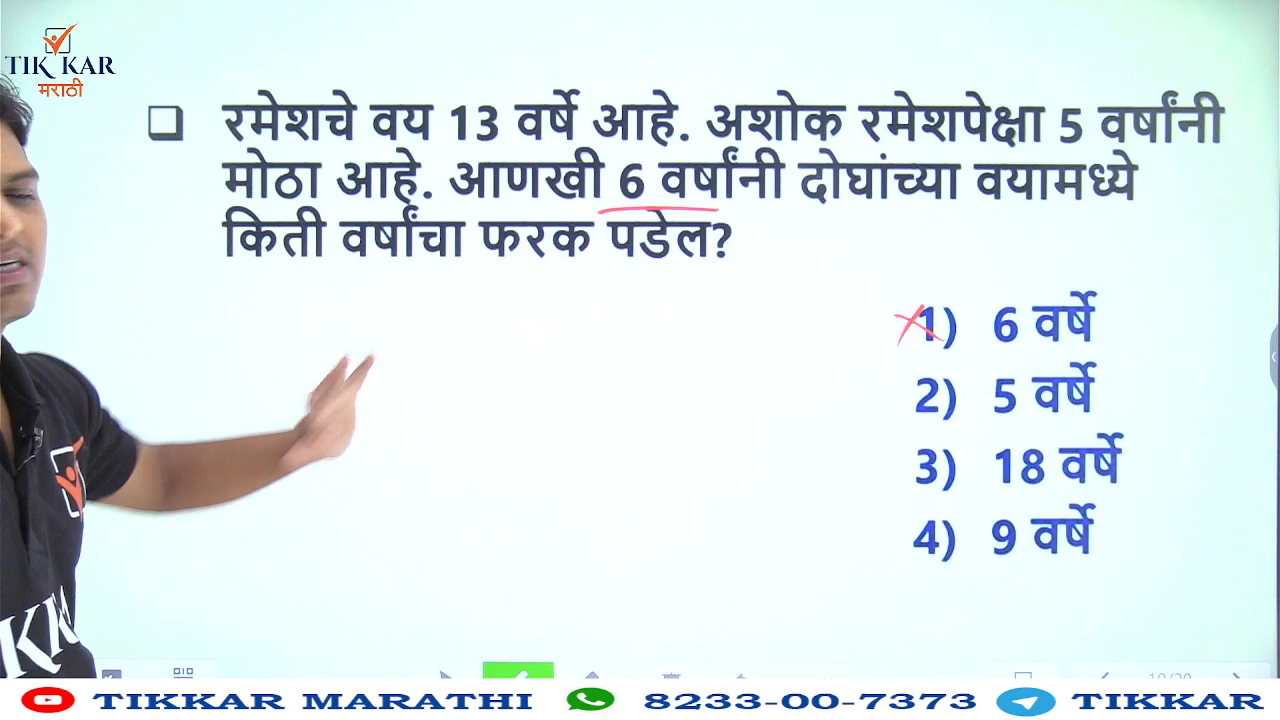 TIKKAR
मराठी
रमेशचे वय 13 वर्षे आहे. अशोक रमेशपेक्षा 5 वर्षांनी
मोठा आहे. आणखी 6 वर्षांनी दोघांच्या वयामध्ये
किती वर्षांचा फरक पडेल?
1) 6 वर्षे
2) 5 वर्षे
3) 18 वर्षे
4) 9 वर्षे
TIKKAR MARATHI 8233-00-7373 TIKKAR